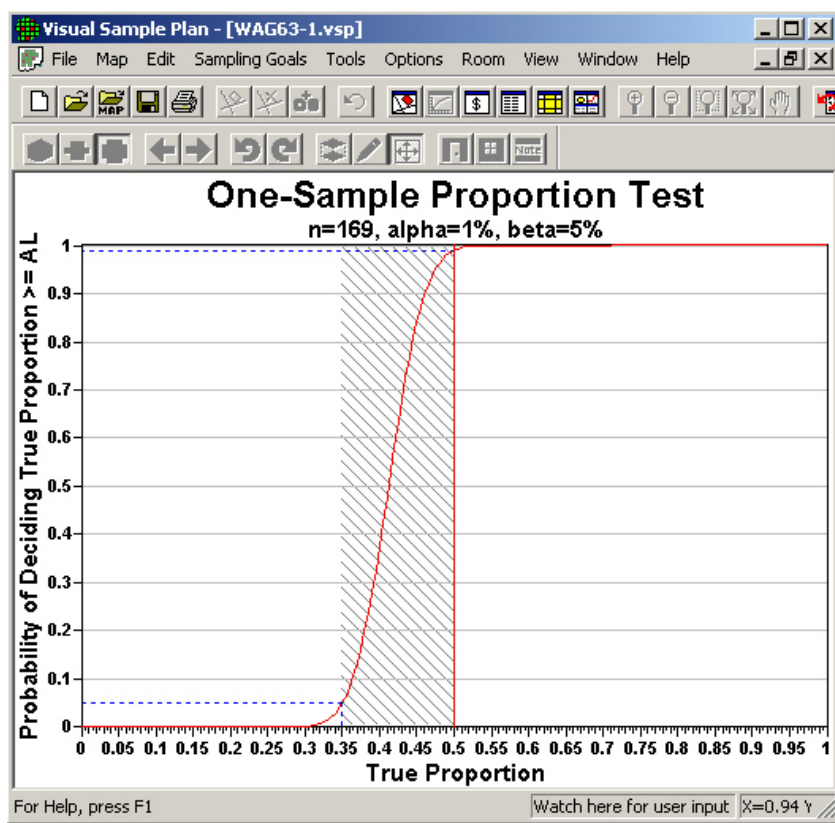 Visual Sample Plan - [WAG63-1.vsp]
File Map Edit Sampling Goals Tools Options Room View Window Help
MAP $
Note
One-Sample Proportion Test
n=169, alpha=1%, beta=5%
Probability of Deciding True Proportion >= AL
1
0.9
0.8
0.7
0.6
0.5
0.4
0.3
0.2
0.1
0
0 0.05 0.1 0.15 0.2 0.25 0.3 0.35 0.4 0.45 0.5 0.55 0.6 0.65 0.7 0.75 0.8 0.85 0.9 0.95 1
True Proportion
For Help, press F1 Watch here for user input X=0.94